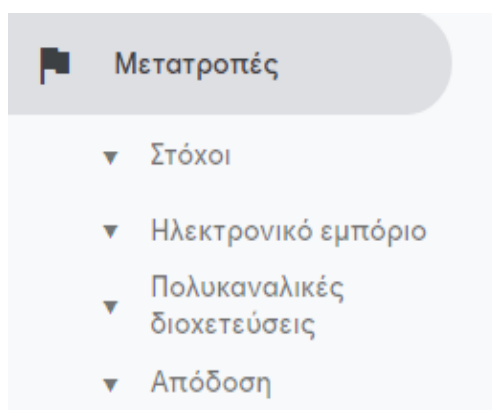 Μετατροπές
Στόχοι
Ηλεκτρονικό εμπόριο
Πολυκαναλικές
διοχετεύσεις
Απόδοση